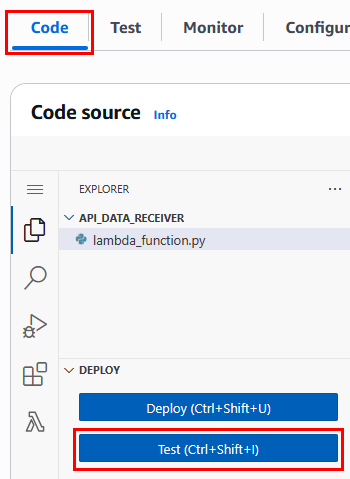 Code Test Monitor Configur
Code source Info
EXPLORER ...
API_DATA_RECEIVER
lambda_function.py
DEPLOY
Deploy (Ctrl+Shift+U)
Test (Ctrl+Shift+I)